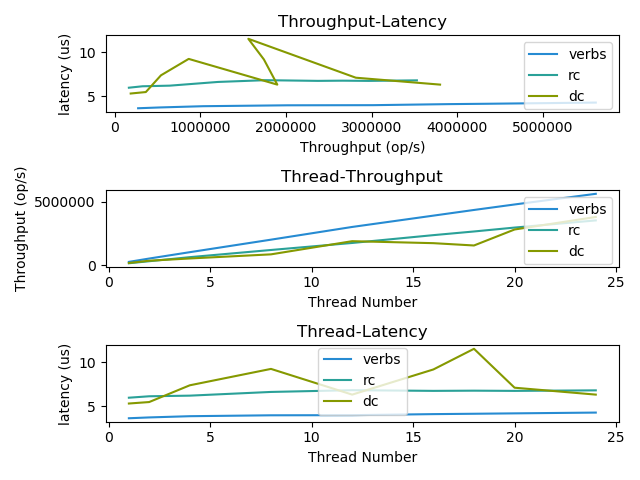 Throughput-Latency
latency (us)
10
5
verbs
rc
dc
0 1000000 2000000 3000000 4000000 5000000
Throughput (op/s)
Thread-Throughput
Throughput (op/s)
5000000
0
verbs
rc
dc
0 5 10 15 20 25
Thread Number
Thread-Latency
latency (us)
10
5
verbs
rc
dc
0 5 10 15 20 25
Thread Number